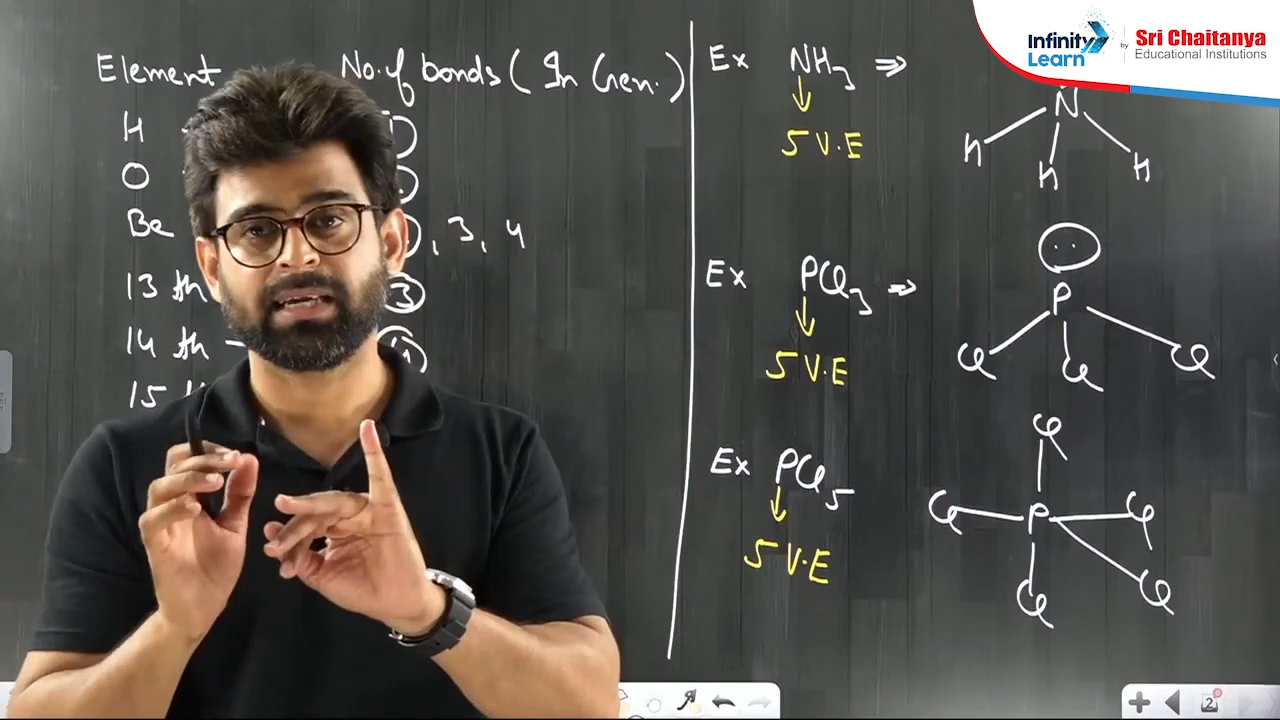 Infinity Learn by Sri Chaitanya Educational Institutions
Element No. of bonds (In Gen.)
H
O
Be , 3, 4
13 th 3
14 th – 4
15
Ex NH3 ⇒
5 V.E
N
H H H
Ex PCl3 ⇒
5 V.E
··
P
Cl Cl Cl
Ex PCl5
5 V.E
Cl
Cl P Cl
Cl Cl
2